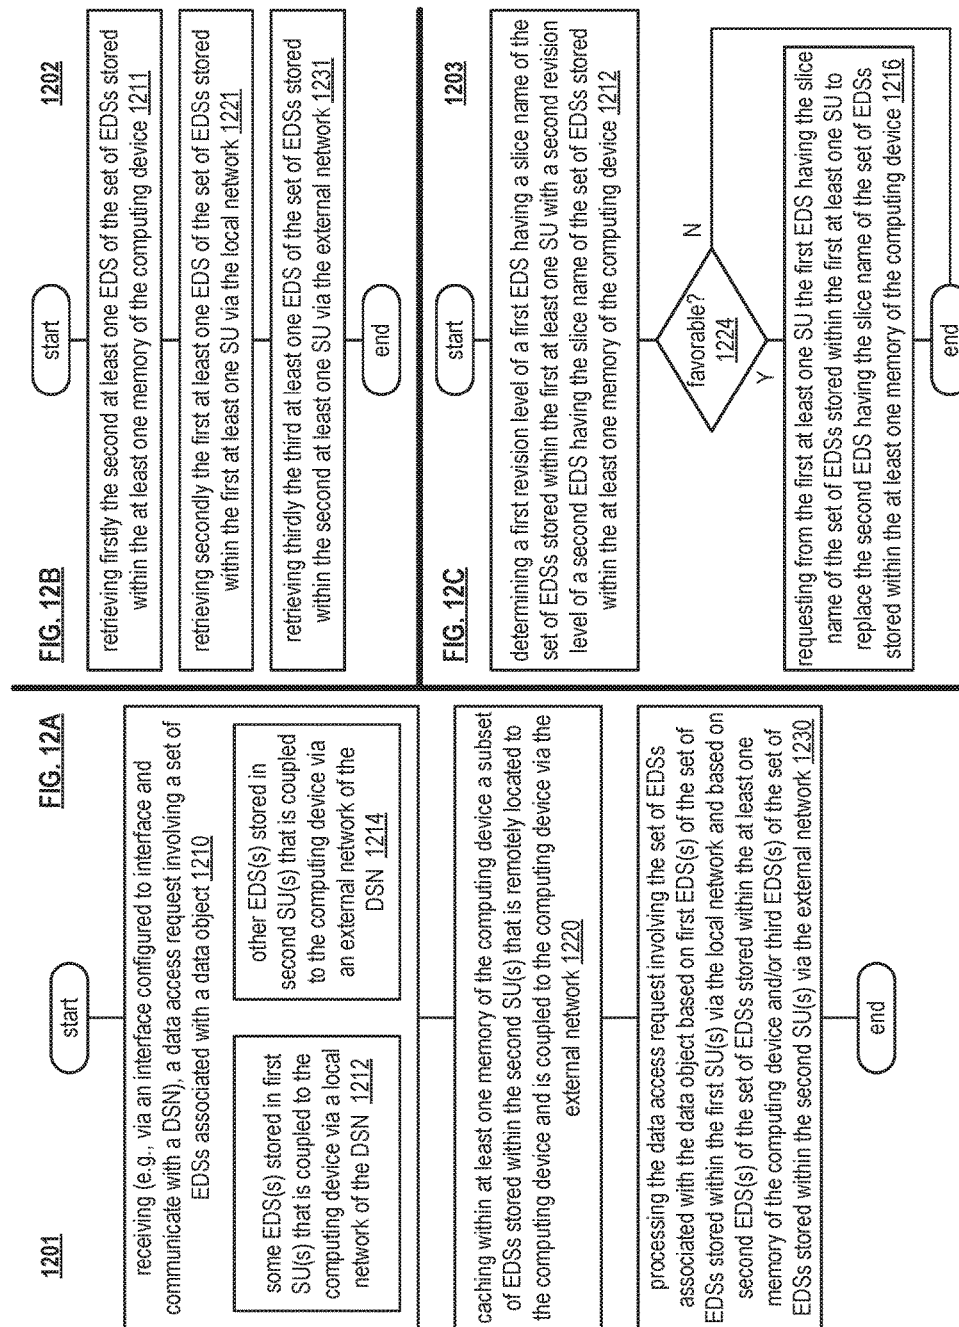 1201
FIG. 12A
start
receiving (e.g., via an interface configured to interface and
communicate with a DSN), a data access request involving a set of
EDSs associated with a data object 1210
some EDS(s) stored in first
SU(s) that is coupled to the
computing device via a local
network of the DSN 1212
other EDS(s) stored in
second SU(s) that is coupled
to the computing device via
an external network of the
DSN 1214
caching within at least one memory of the computing device a subset
of EDSs stored within the second SU(s) that is remotely located to
the computing device and is coupled to the computing device via the
external network 1220
processing the data access request involving the set of EDSs
associated with the data object based on first EDS(s) of the set of
EDSs stored within the first SU(s) via the local network and based on
second EDS(s) of the set of EDSs stored within the at least one
memory of the computing device and/or third EDS(s) of the set of
EDSs stored within the second SU(s) via the external network 1230
end
FIG. 12B
1202
start
retrieving firstly the second at least one EDS of the set of EDSs stored
within the at least one memory of the computing device 1211
retrieving secondly the first at least one EDS of the set of EDSs stored
within the first at least one SU via the local network 1221
retrieving thirdly the third at least one EDS of the set of EDSs stored
within the second at least one SU via the external network 1231
end
FIG. 12C
1203
start
determining a first revision level of a first EDS having a slice name of the
set of EDSs stored within the first at least one SU with a second revision
level of a second EDS having the slice name of the set of EDSs stored
within the at least one memory of the computing device 1212
favorable?
1224
N
Y
requesting from the first at least one SU the first EDS having the slice
name of the set of EDSs stored within the first at least one SU to
replace the second EDS having the slice name of the set of EDSs
stored within the at least one memory of the computing device 1216
end